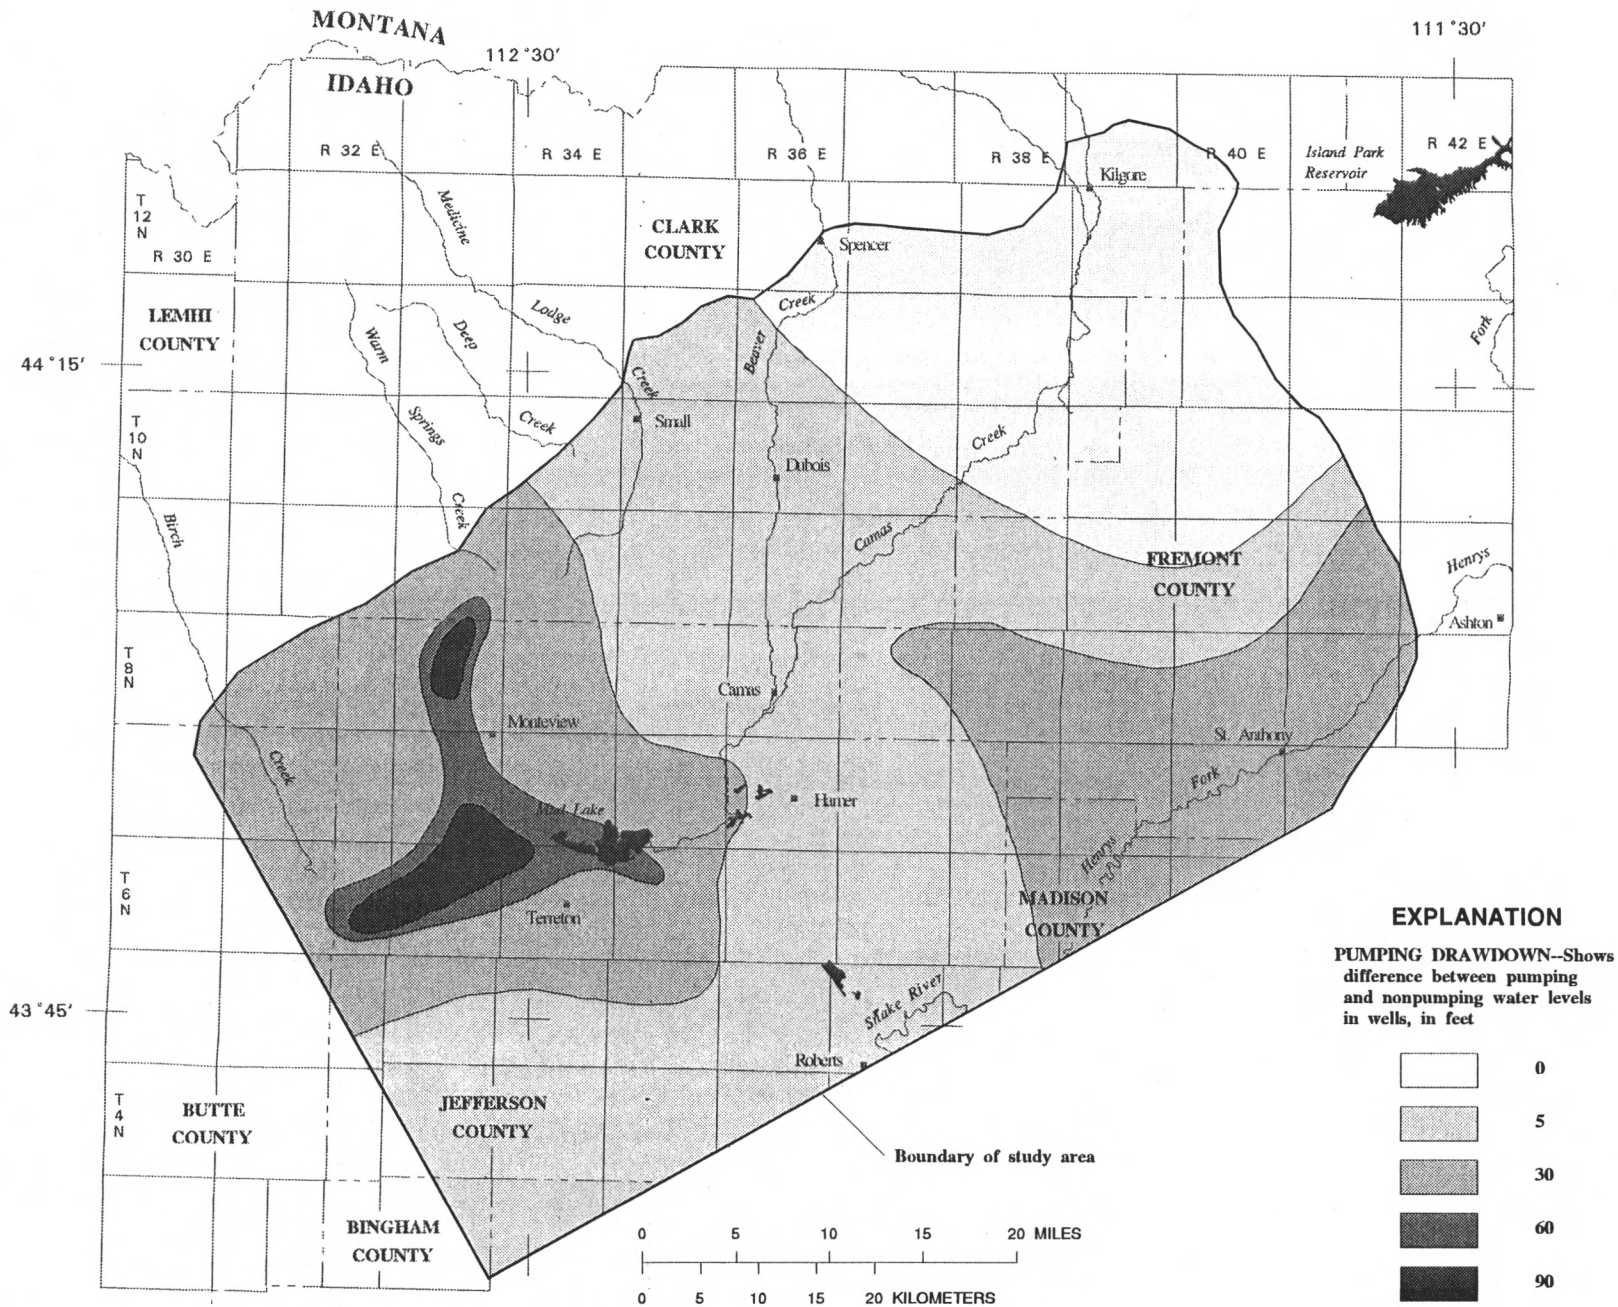 MONTANA
111°30′
112°30′
IDAHO
R 32 E
R 34 E
R 36 E
R 38 E
R 40 E
Island Park
Reservoir
R 42 E
Kilgore
T
12
N
Medicine
CLARK
COUNTY
Spencer
R 30 E
Creek
LEMHI
COUNTY
Lodge
Warm
Deep
Beaver
Fork
44°15′
Creek
Small
Springs
Creek
T
10
N
Creek
Dubois
Birch
Creek
Camas
FREMONT
COUNTY
Henrys
Ashton
T
8
N
Camas
Monteview
St. Anthony
Creek
Fork
Mud Lake
Hamer
Henrys
T
6
N
MADISON
COUNTY
Terreton
EXPLANATION
PUMPING DRAWDOWN--Shows
difference between pumping
and nonpumping water levels
in wells, in feet
43°45′
Snake River
Roberts
0
5
30
60
90
T
4
N
BUTTE
COUNTY
JEFFERSON
COUNTY
Boundary of study area
BINGHAM
COUNTY
0 5 10 15 20 MILES
0 5 10 15 20 KILOMETERS